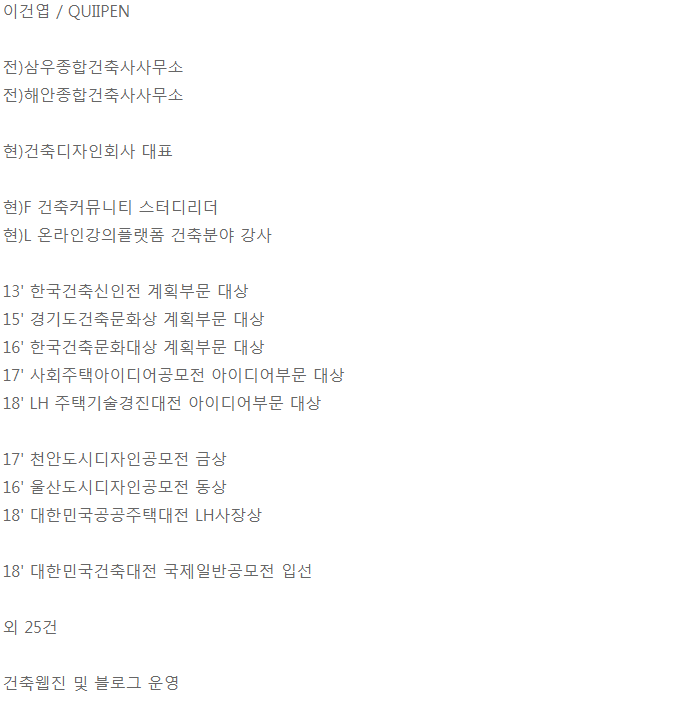 이건엽 / QUIIPEN
전)삼우종합건축사사무소
전)해안종합건축사사무소
현)건축디자인회사 대표
현)F 건축커뮤니티 스터디리더
현)L 온라인강의플랫폼 건축분야 강사
13' 한국건축신인전 계획부문 대상
15' 경기도건축문화상 계획부문 대상
16' 한국건축문화대상 계획부문 대상
17' 사회주택아이디어공모전 아이디어부문 대상
18' LH 주택기술경진대전 아이디어부문 대상
17' 천안도시디자인공모전 금상
16' 울산도시디자인공모전 동상
18' 대한민국공공주택대전 LH사장상
18' 대한민국건축대전 국제일반공모전 입선
외 25건
건축웹진 및 블로그 운영